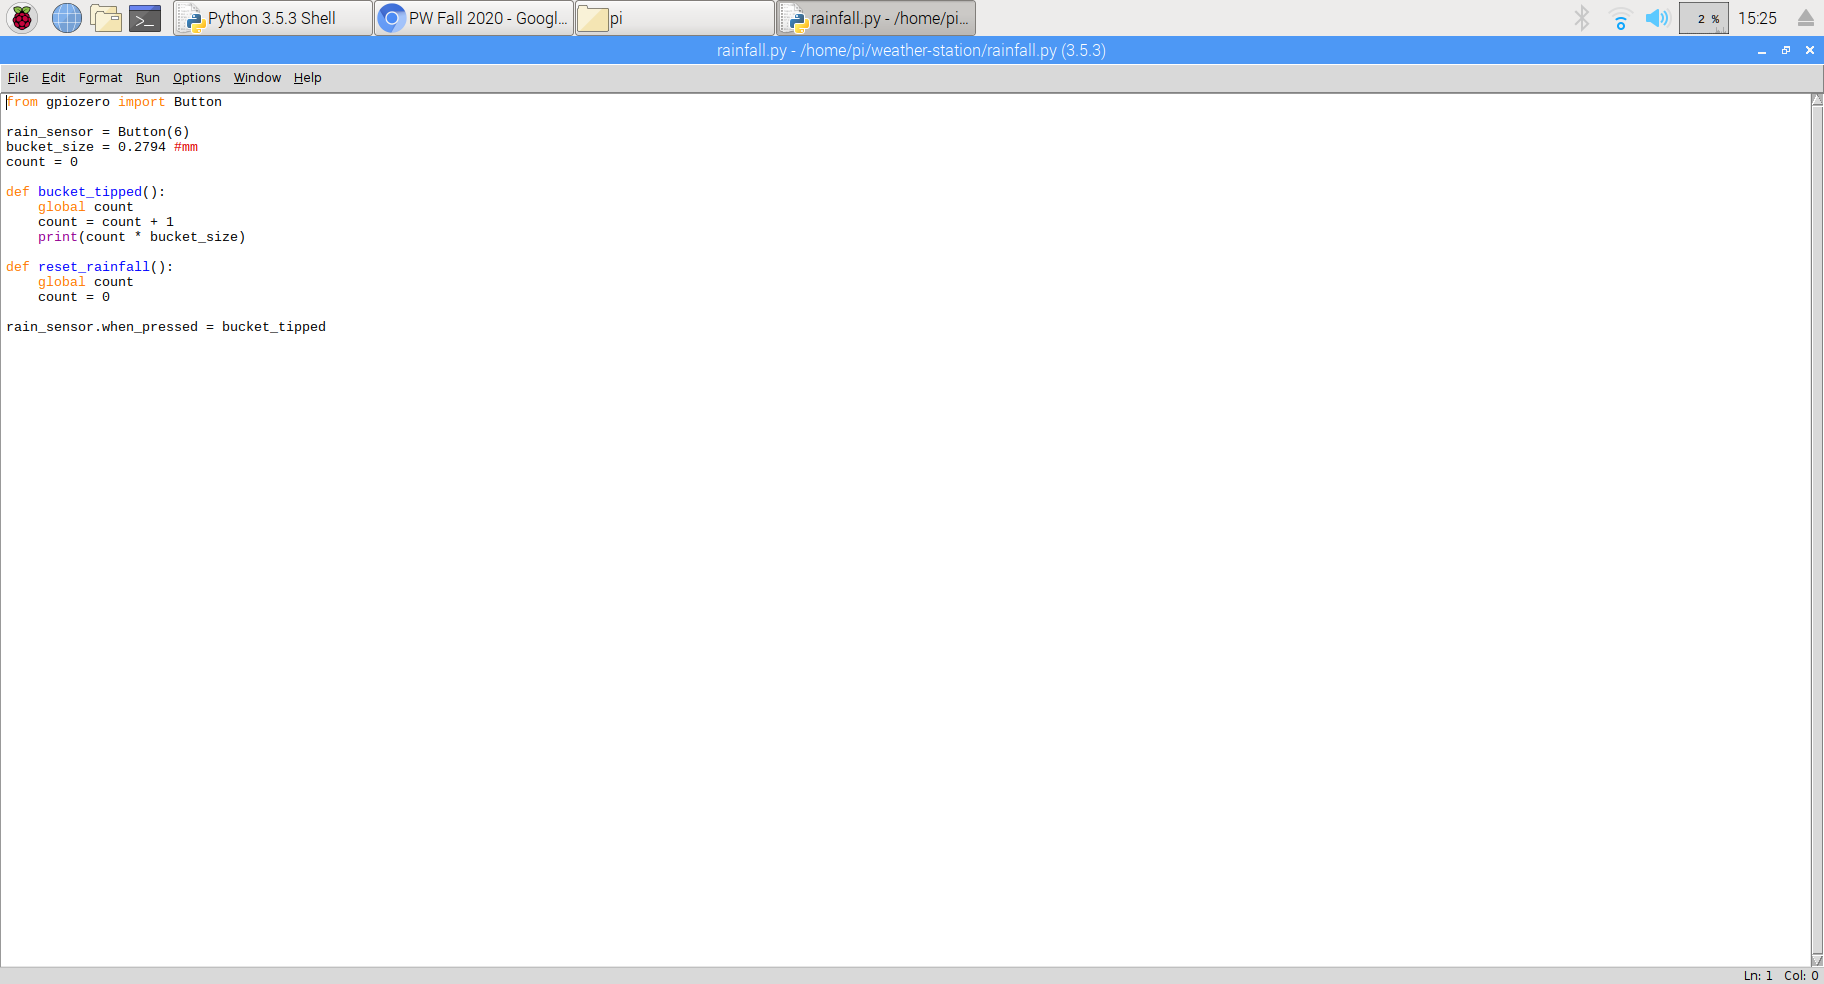 Python 3.5.3 Shell
PW Fall 2020 - Googl...
pi
rainfall.py - /home/pi...
2 %
15:25
rainfall.py - /home/pi/weather-station/rainfall.py (3.5.3)
File Edit Format Run Options Window Help
from gpiozero import Button
rain_sensor = Button(6)
bucket_size = 0.2794 #mm
count = 0
def bucket_tipped():
    global count
    count = count + 1
    print(count * bucket_size)
def reset_rainfall():
    global count
    count = 0
rain_sensor.when_pressed = bucket_tipped
Ln: 1 Col: 0